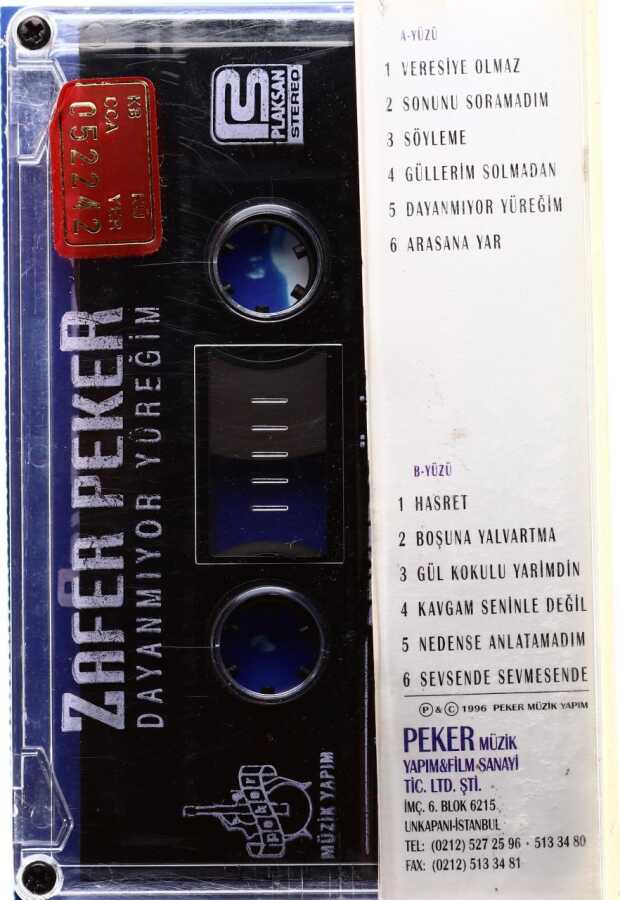 KB CCA
KÜ YKR
052242
PLAKSAN
STEREO
ZAFER PEKER
DAYANMIYOR YÜREĞİM
peker
MÜZİK YAPIM
A-YÜZÜ
1 VERESİYE OLMAZ
2 SONUNU SORAMADIM
3 SÖYLEME
4 GÜLLERİM SOLMADAN
5 DAYANMIYOR YÜREĞİM
6 ARASANA YAR
B-YÜZÜ
1 HASRET
2 BOŞUNA YALVARTMA
3 GÜL KOKULU YARİMDİN
4 KAVGAM SENİNLE DEĞİL
5 NEDENSE ANLATAMADIM
6 SEVSENDE SEVMESENDE
Ⓟ & © 1996 PEKER MÜZİK YAPIM
PEKER MÜZİK
YAPIM&FİLM SANAYİ
TİC. LTD. ŞTİ.
İMÇ. 6. BLOK 6215
UNKAPANI-İSTANBUL
TEL: (0212) 527 25 96 - 513 34 80
FAX: (0212) 513 34 81